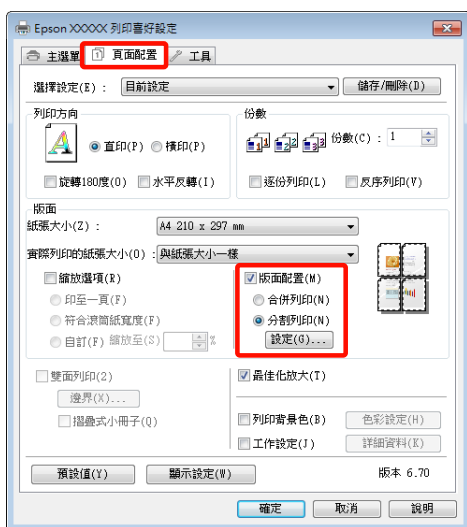 Epson XXXXX 列印喜好設定
主選單 頁面配置 工具
選擇設定(E)： 目前設定 儲存/刪除(D)
列印方向 份數
直印(P) 橫印(P) 份數(C)：1
旋轉180度(O) 水平反轉(I) 逐份列印(L) 反序列印(V)
版面
紙張大小(Z)： A4 210 x 297 mm
實際列印的紙張大小(O)： 與紙張大小一樣
縮放選項(R) 版面配置(M)
印至一頁(F) 合併列印(N)
符合滾筒紙寬度(F) 分割列印(N)
自訂(F) 縮放至(S) % 設定(G)...
雙面列印(2) 最佳化放大(T)
邊界(X)...
摺疊式小冊子(Q) 列印背景色(B) 色彩設定(H)
工作設定(J) 詳細資料(K)
預設值(Y) 顯示設定(W) 版本 6.70
確定 取消 說明